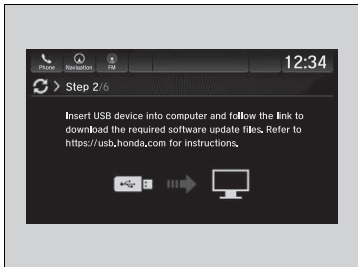 Phone Navigation FM 12:34
Step 2/6
Insert USB device into computer and follow the link to
download the required software update files. Refer to
https://usb.honda.com for instructions.